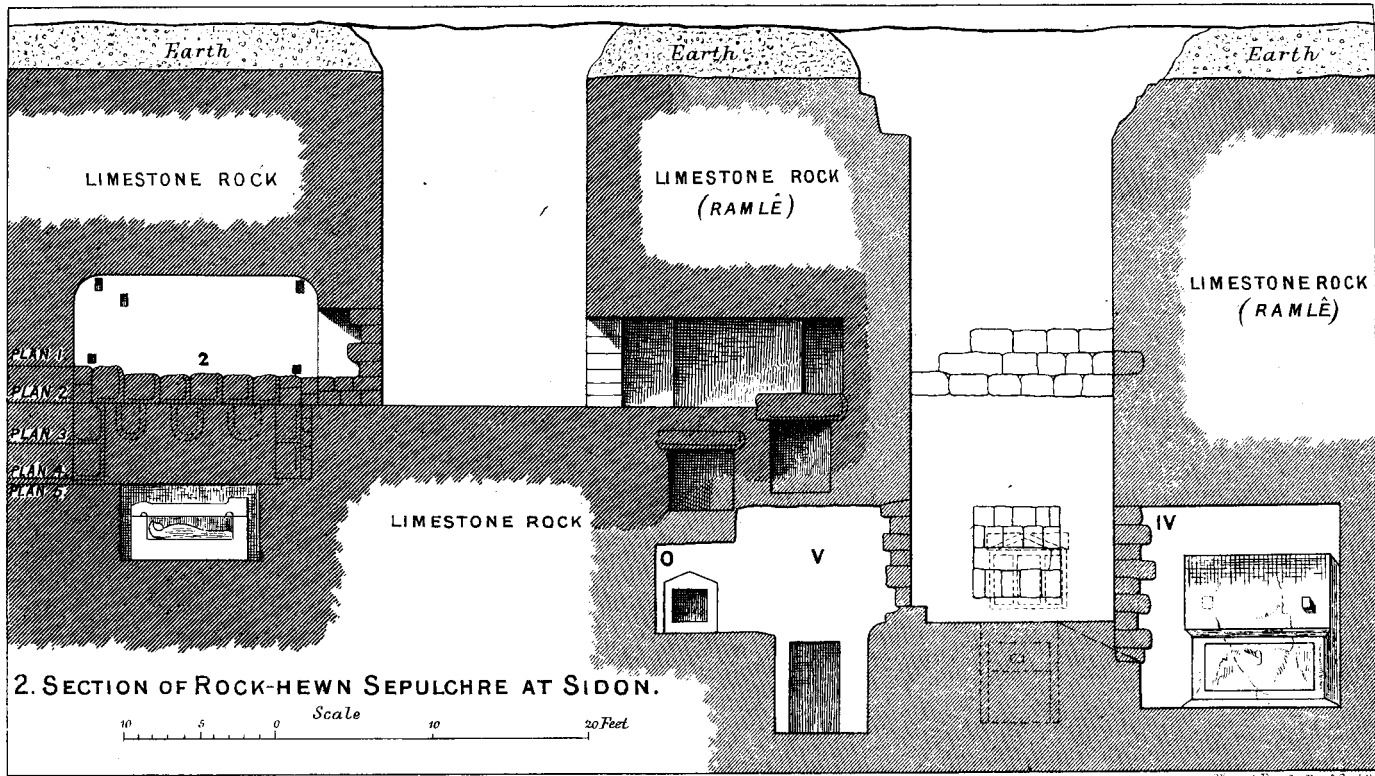 Earth
Earth
Earth
LIMESTONE ROCK
LIMESTONE ROCK
(RAMLÊ)
LIMESTONE ROCK
(RAMLÊ)
PLAN 1.
2
PLAN 2.
PLAN 3.
PLAN 4.
PLAN 5.
LIMESTONE ROCK
O
V
IV
2. SECTION OF ROCK-HEWN SEPULCHRE AT SIDON.
Scale
10 5 0 10 20 Feet